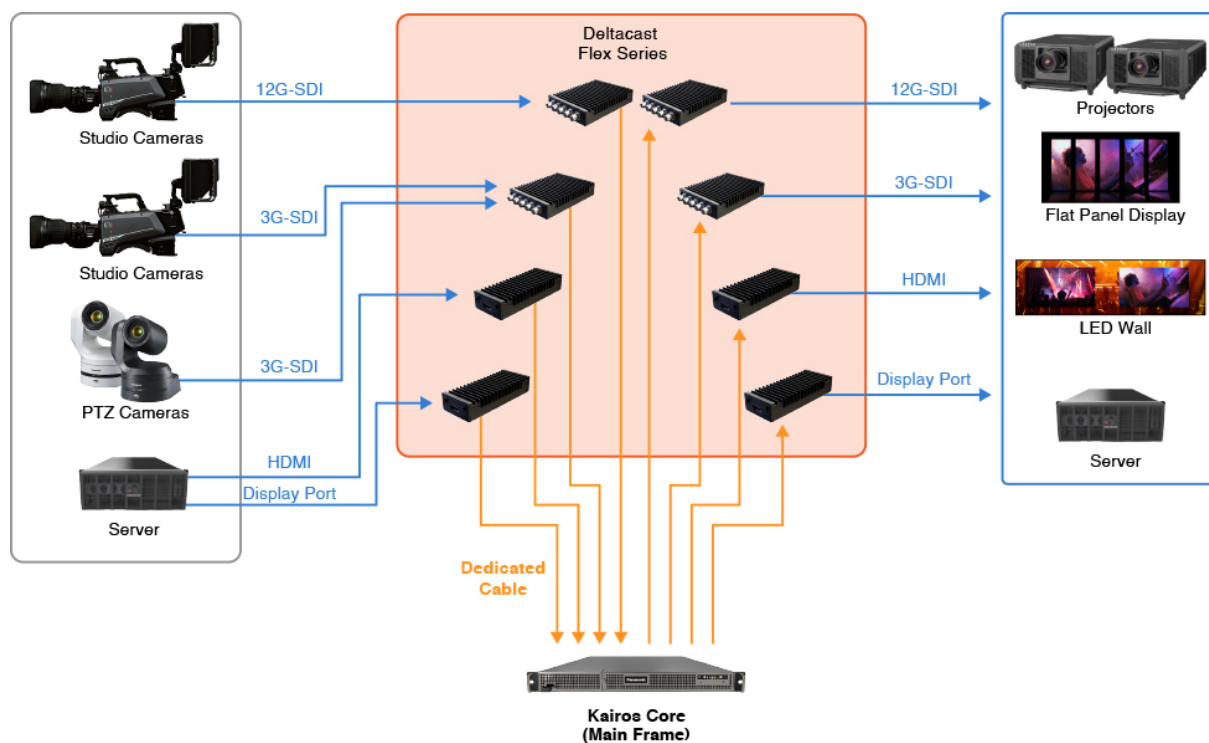 Deltacast
Flex Series
12G-SDI
Studio Cameras
3G-SDI
Studio Cameras
3G-SDI
PTZ Cameras
HDMI
Display Port
Server
12G-SDI
Projectors
3G-SDI
Flat Panel Display
HDMI
LED Wall
Display Port
Server
Dedicated
Cable
Panasonic
Kairos Core
(Main Frame)